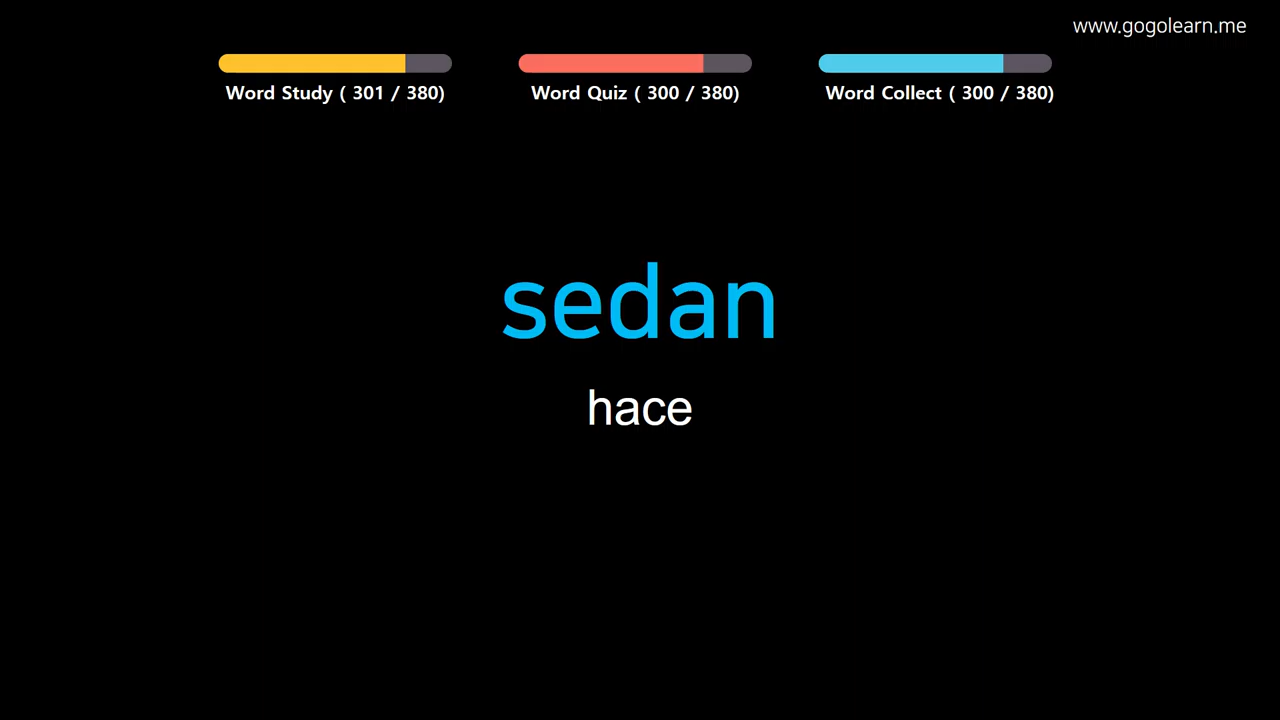 www.gogolearn.me
Word Study ( 301 / 380)
Word Quiz ( 300 / 380)
Word Collect ( 300 / 380)
sedan
hace